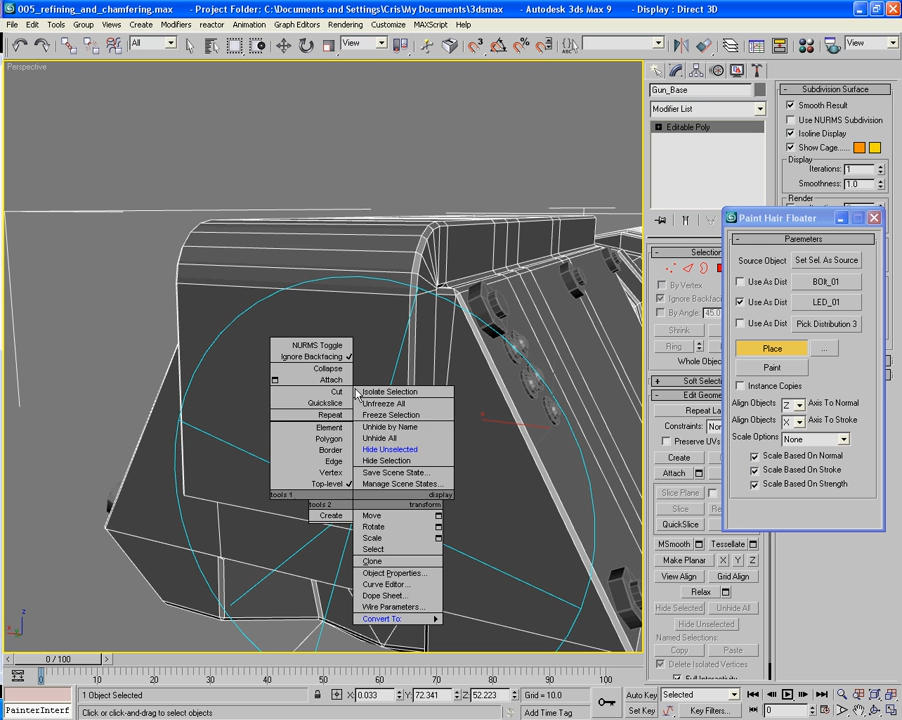 005_refining_and_chamfering.max - Project Folder: C:\Documents and Settings\Cris\My Documents\3dsmax - Autodesk 3ds Max 9 - Display : Direct 3D
File Edit Tools Group Views Create Modifiers reactor Animation Graph Editors Rendering Customize MAXScript Help
All View View
Perspective
Gun_Base
Modifier List
Editable Poly
Subdivision Surface
Smooth Result
Use NURMS Subdivision
Isoline Display
Show Cage......
Display
Iterations: 1
Smoothness: 1.0
Render
Paint Hair Floater
Parameters
Source Object Set Sel. As Source
Use As Dist BOlt_01
Use As Dist LED_01
Use As Dist Pick Distribution 3
Place ...
Paint
Instance Copies
Align Objects Z Axis To Normal
Align Objects X Axis To Stroke
Scale Options None
Scale Based On Normal
Scale Based On Stroke
Scale Based On Strength
Selection
By Vertex
Ignore Backfac
By Angle: 45.0
Shrink
Ring
Whole Object
Soft Selecti
Edit Geome
Repeat La
Constraints: Non
Preserve UVs
Create
Attach
Slice Plane
Slice
QuickSlice
MSmooth Tessellate
Make Planar X Y Z
View Align Grid Align
Relax
Hide Selected Unhide All
Hide Unselected
Named Selections:
Copy Paste
Delete Isolated Vertices
Full Interactivity
NURMS Toggle
Ignore Backfacing
Collapse
Attach
Cut
Quickslice
Repeat
Element
Polygon
Border
Edge
Vertex
Top-level
tools 1
tools 2
Create
Isolate Selection
Unfreeze All
Freeze Selection
Unhide by Name
Unhide All
Hide Unselected
Hide Selection
Save Scene State...
Manage Scene States...
display
transform
Move
Rotate
Scale
Select
Clone
Object Properties...
Curve Editor...
Dope Sheet...
Wire Parameters...
Convert To:
z
x
0 / 100
0 10 20 30 40 50 60 70 80 90 100
1 Object Selected X: 0.033 Y: 72.341 Z: 52.223 Grid = 10.0 Auto Key Selected
PainterInterf Click or click-and-drag to select objects Add Time Tag Set Key Key Filters... 0